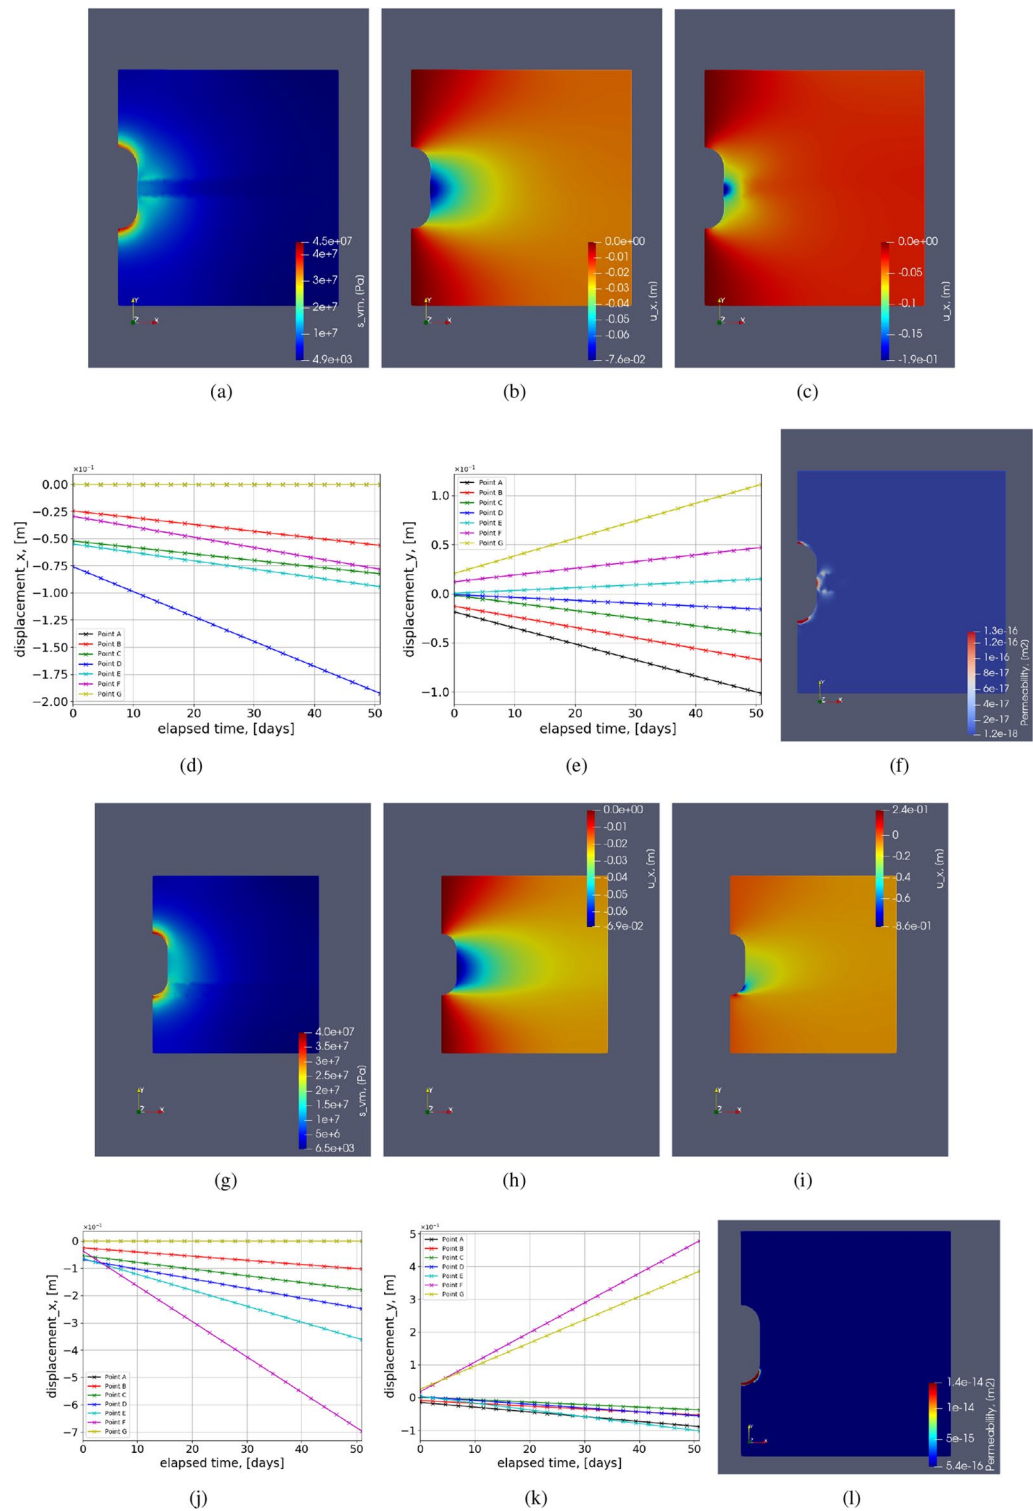 4.5e+07
4e+7
3e+7
2e+7
1e+7
4.9e+03
s_vm, (Pa)
Y
Z
X
0.0e+00
-0.01
-0.02
-0.03
-0.04
-0.05
-0.06
-7.6e-02
u_x, (m)
Y
Z
X
0.0e+00
-0.05
-0.1
-0.15
-1.9e-01
u_x, (m)
Y
Z
X
(a)
(b)
(c)
×10⁻¹
0.00
−0.25
−0.50
−0.75
−1.00
−1.25
−1.50
−1.75
−2.00
displacement_x, [m]
Point A
Point B
Point C
Point D
Point E
Point F
Point G
0 10 20 30 40 50
elapsed time, [days]
×10⁻¹
1.0
0.5
0.0
−0.5
−1.0
displacement_y, [m]
Point A
Point B
Point C
Point D
Point E
Point F
Point G
0 10 20 30 40 50
elapsed time, [days]
1.3e-16
1.2e-16
1e-16
8e-17
6e-17
4e-17
2e-17
1.2e-18
Permeability, (m2)
Y
Z
X
(d)
(e)
(f)
4.0e+07
3.5e+7
3e+7
2.5e+7
2e+7
1.5e+7
1e+7
5e+6
6.5e+03
s_vm, (Pa)
Y
Z
X
0.0e+00
-0.01
-0.02
-0.03
-0.04
-0.05
-0.06
-6.9e-02
u_x, (m)
Y
Z
X
2.4e-01
0
-0.2
-0.4
-0.6
-8.6e-01
u_x, (m)
Y
Z
X
(g)
(h)
(i)
×10⁻¹
0
−1
−2
−3
−4
−5
−6
−7
displacement_x, [m]
Point A
Point B
Point C
Point D
Point E
Point F
Point G
0 10 20 30 40 50
elapsed time, [days]
×10⁻¹
5
4
3
2
1
0
−1
displacement_y, [m]
Point A
Point B
Point C
Point D
Point E
Point F
Point G
0 10 20 30 40 50
elapsed time, [days]
1.4e-14
1e-14
5e-15
5.4e-16
Permeability, (m2)
Y
Z
X
(j)
(k)
(l)